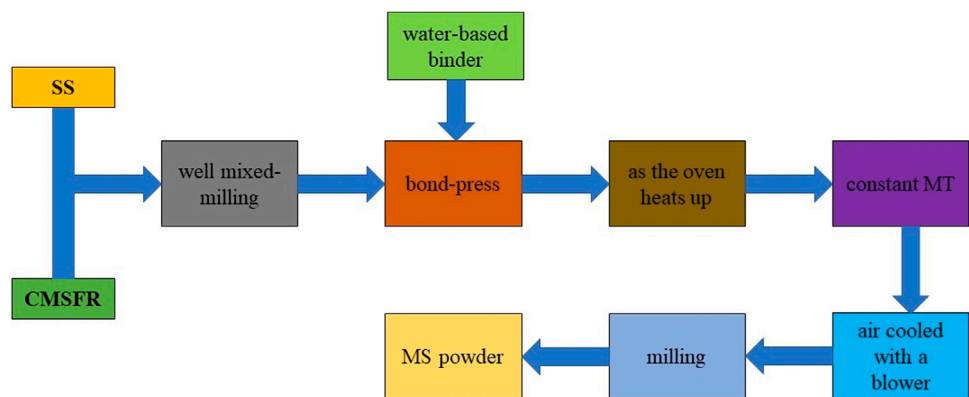 water-based
binder
SS
well mixed-
milling
bond-press
as the oven
heats up
constant MT
CMSFR
MS powder
milling
air cooled
with a
blower